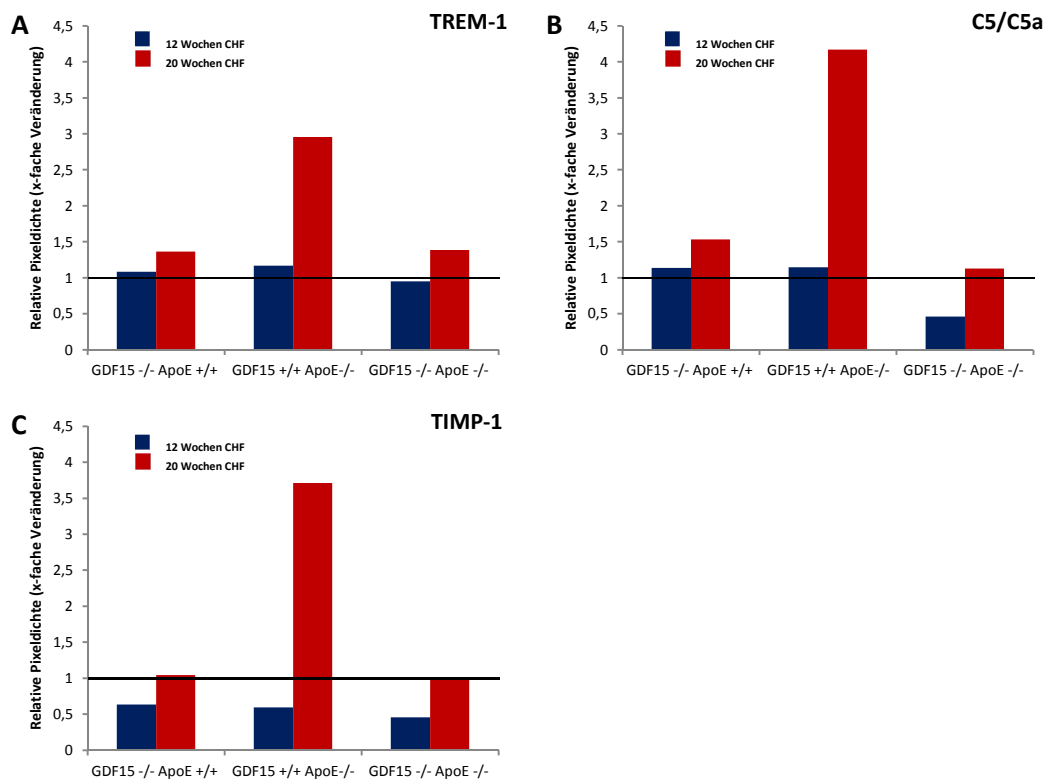 A
TREM-1
Relative Pixeldichte (x-fache Veränderung)
4,5
4
3,5
3
2,5
2
1,5
1
0,5
0
12 Wochen CHF
20 Wochen CHF
GDF15 -/- ApoE +/+
GDF15 +/+ ApoE-/-
GDF15 -/- ApoE -/-
B
C5/C5a
Relative Pixeldichte (x-fache Veränderung)
4,5
4
3,5
3
2,5
2
1,5
1
0,5
0
12 Wochen CHF
20 Wochen CHF
GDF15 -/- ApoE +/+
GDF15 +/+ ApoE-/-
GDF15 -/- ApoE -/-
C
TIMP-1
Relative Pixeldichte (x-fache Veränderung)
4,5
4
3,5
3
2,5
2
1,5
1
0,5
0
12 Wochen CHF
20 Wochen CHF
GDF15 -/- ApoE +/+
GDF15 +/+ ApoE-/-
GDF15 -/- ApoE -/-